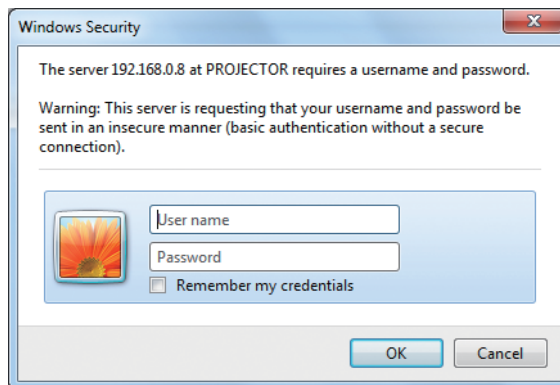 Windows Security
The server 192.168.0.8 at PROJECTOR requires a username and password.
Warning: This server is requesting that your username and password be
sent in an insecure manner (basic authentication without a secure
connection).
User name
Password
Remember my credentials
OK
Cancel